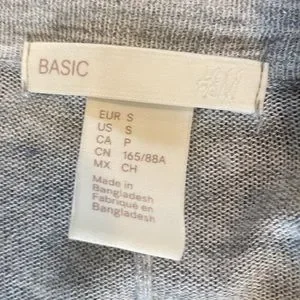 BASIC
H&M
EUR S
US S
CA P
CN 165/88A
MX CH
Made in
Bangladesh
Fabriqué en
Bangladesh